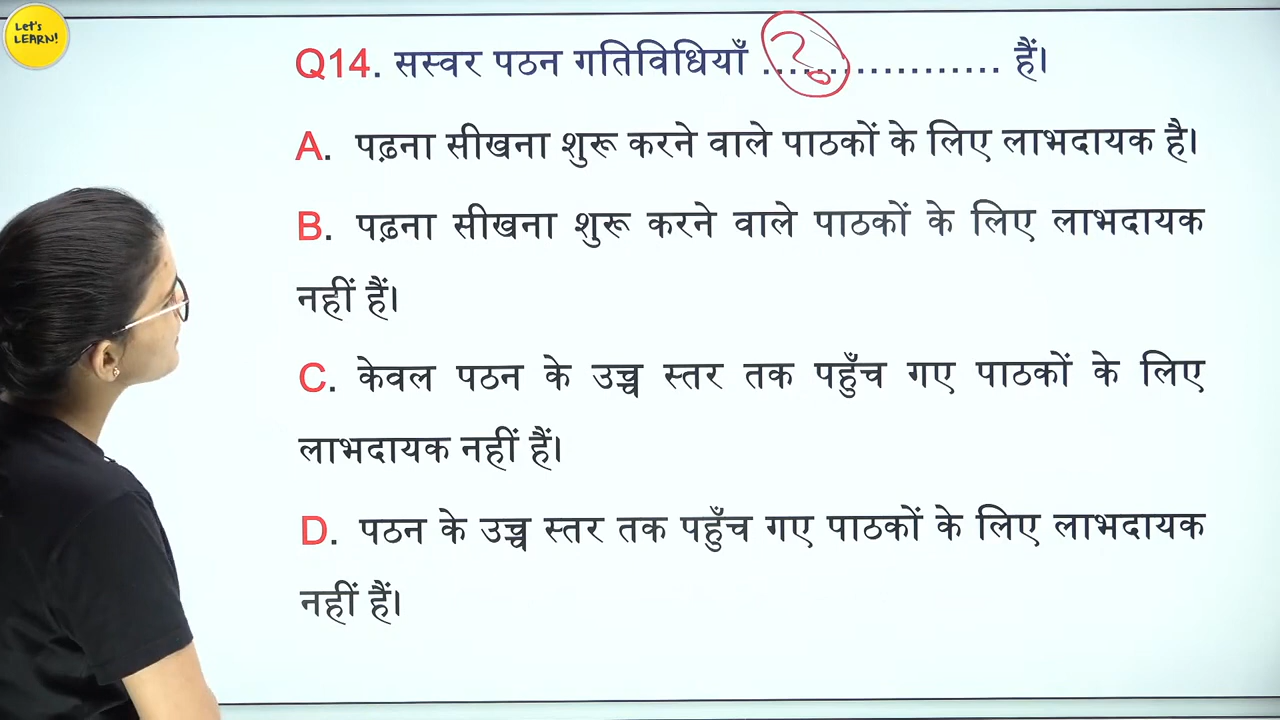 Let's
LEARN!
Q14. सस्वर पठन गतिविधियाँ ? .................. हैं।
A. पढ़ना सीखना शुरू करने वाले पाठकों के लिए लाभदायक है।
B. पढ़ना सीखना शुरू करने वाले पाठकों के लिए लाभदायक
नहीं हैं।
C. केवल पठन के उच्च स्तर तक पहुँच गए पाठकों के लिए
लाभदायक नहीं हैं।
D. पठन के उच्च स्तर तक पहुँच गए पाठकों के लिए लाभदायक
नहीं हैं।